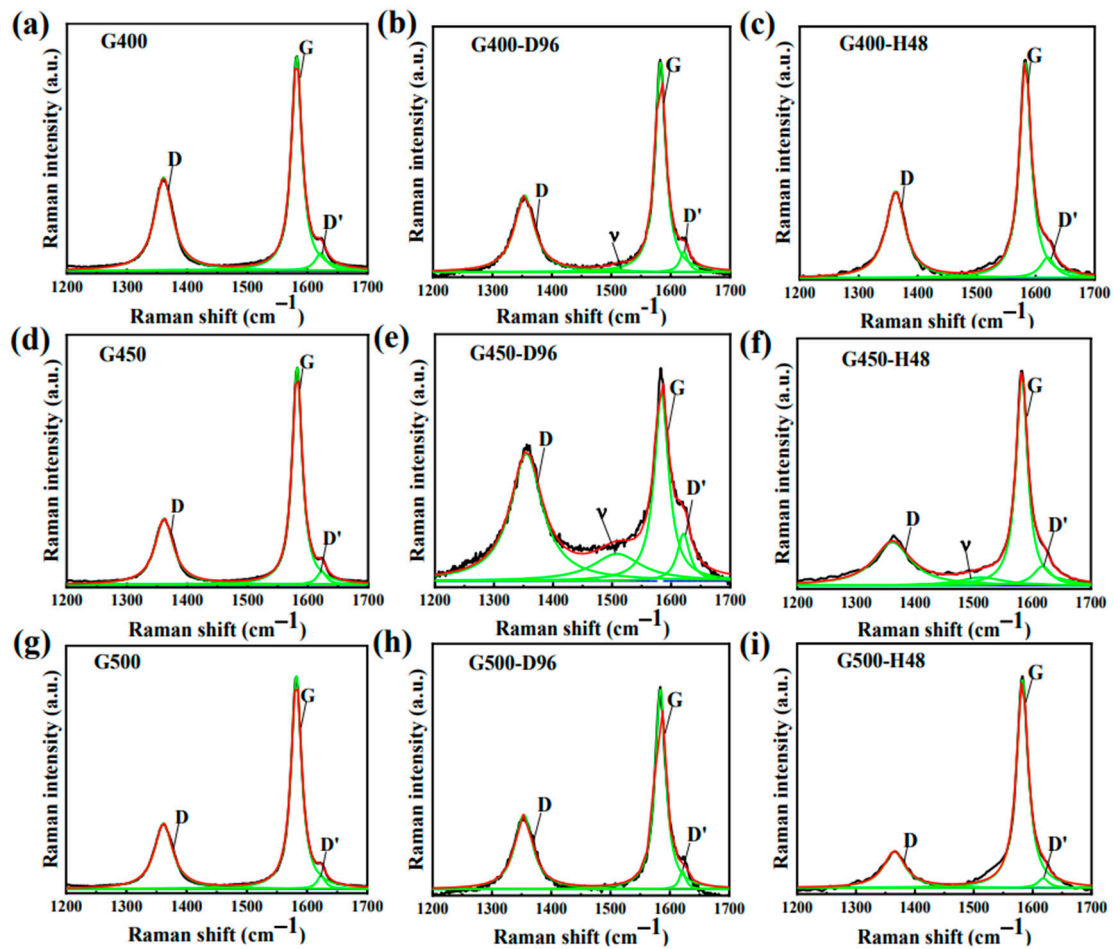 (a)
G400
G
D
D'
Raman intensity (a.u.)
1200 1300 1400 1500 1600 1700
Raman shift (cm−1)
(b)
G400-D96
G
D
ν
D'
Raman intensity (a.u.)
1200 1300 1400 1500 1600 1700
Raman shift (cm−1)
(c)
G400-H48
G
D
D'
Raman intensity (a.u.)
1200 1300 1400 1500 1600 1700
Raman shift (cm−1)
(d)
G450
G
D
D'
Raman intensity (a.u.)
1200 1300 1400 1500 1600 1700
Raman shift (cm−1)
(e)
G450-D96
G
D
D'
ν
Raman intensity (a.u.)
1200 1300 1400 1500 1600 1700
Raman shift (cm−1)
(f)
G450-H48
G
D
D'
ν
Raman intensity (a.u.)
1200 1300 1400 1500 1600 1700
Raman shift (cm−1)
(g)
G500
G
D
D'
Raman intensity (a.u.)
1200 1300 1400 1500 1600 1700
Raman shift (cm−1)
(h)
G500-D96
G
D
D'
Raman intensity (a.u.)
1200 1300 1400 1500 1600 1700
Raman shift (cm−1)
(i)
G500-H48
G
D
D'
Raman intensity (a.u.)
1200 1300 1400 1500 1600 1700
Raman shift (cm−1)